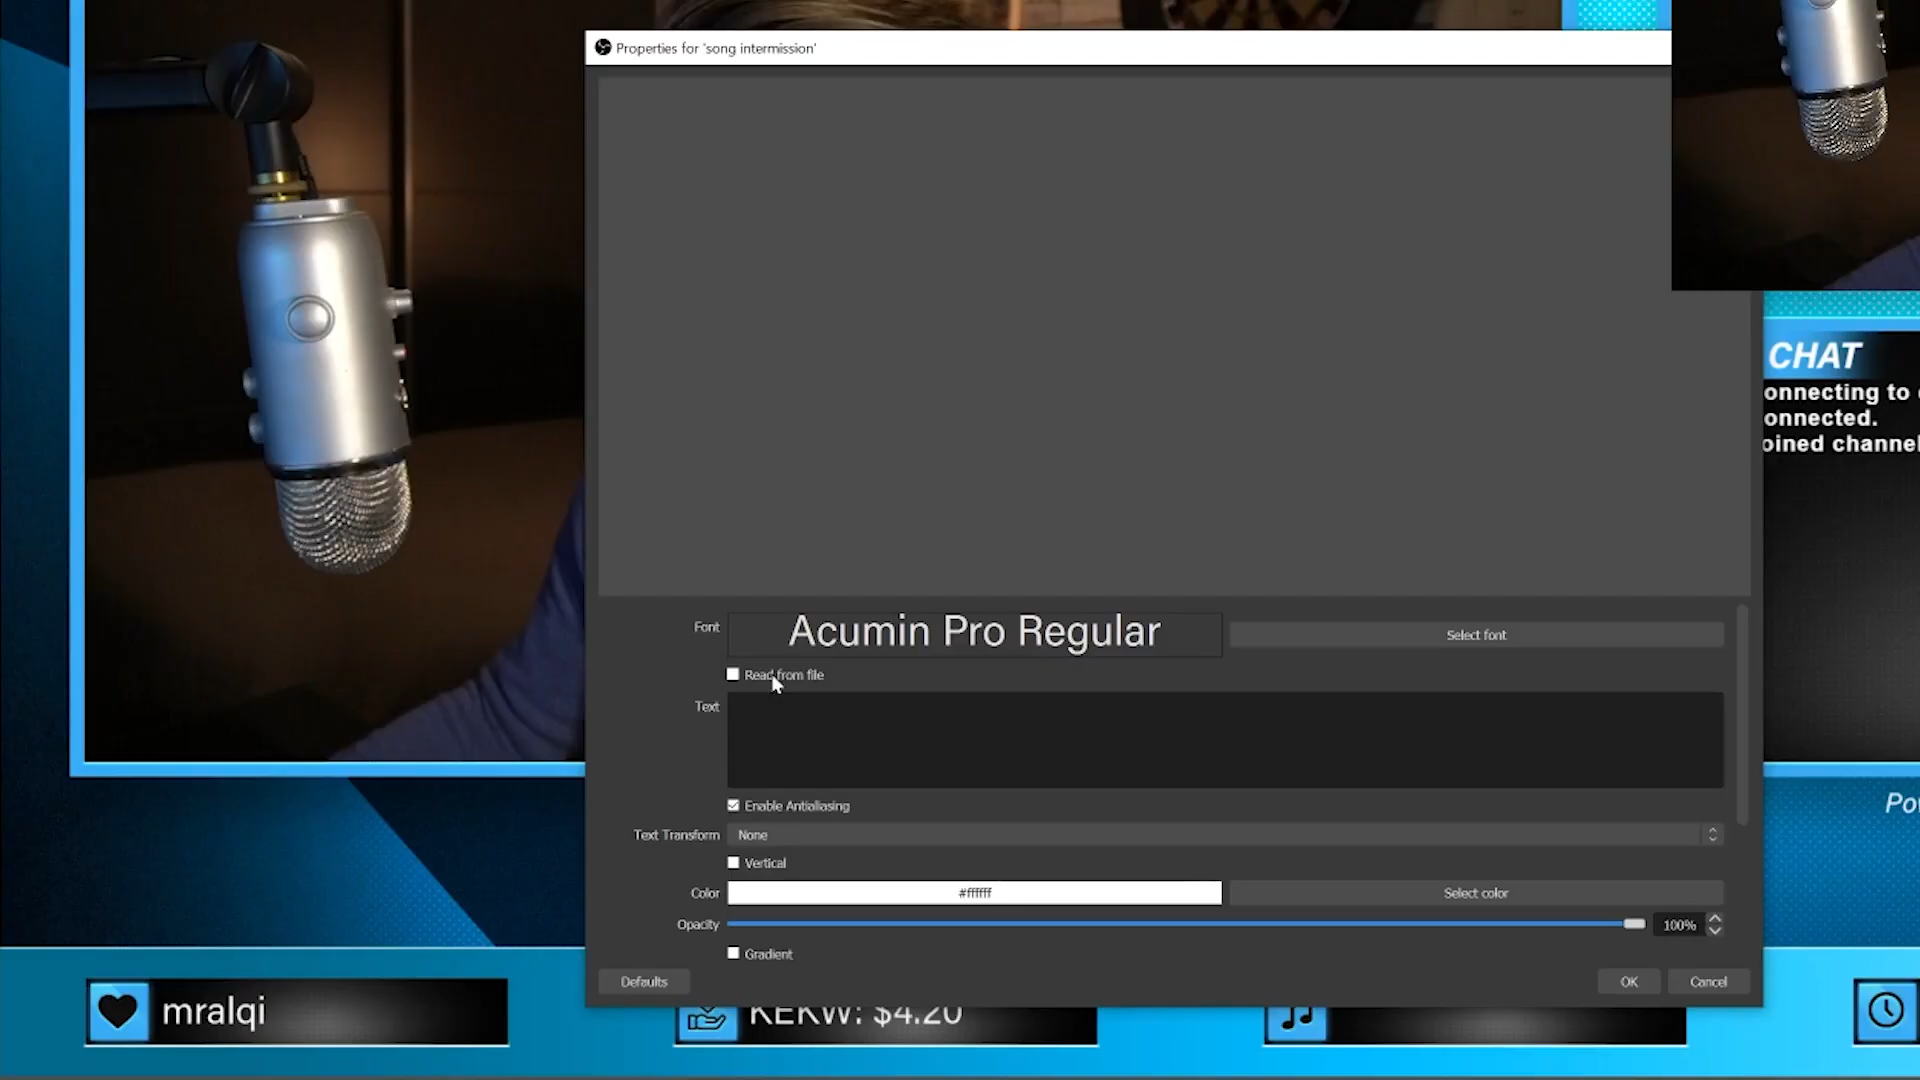 Properties for 'song intermission'
CHAT
onnecting to
onnected.
oined channel
Font
Acumin Pro Regular
Select font
Read from file
Text
Enable Antialiasing
Text Transform
None
Vertical
Color
#ffffff
Select color
Opacity
100%
Gradient
Defaults
OK
Cancel
mralqi
KEKW: $4.20